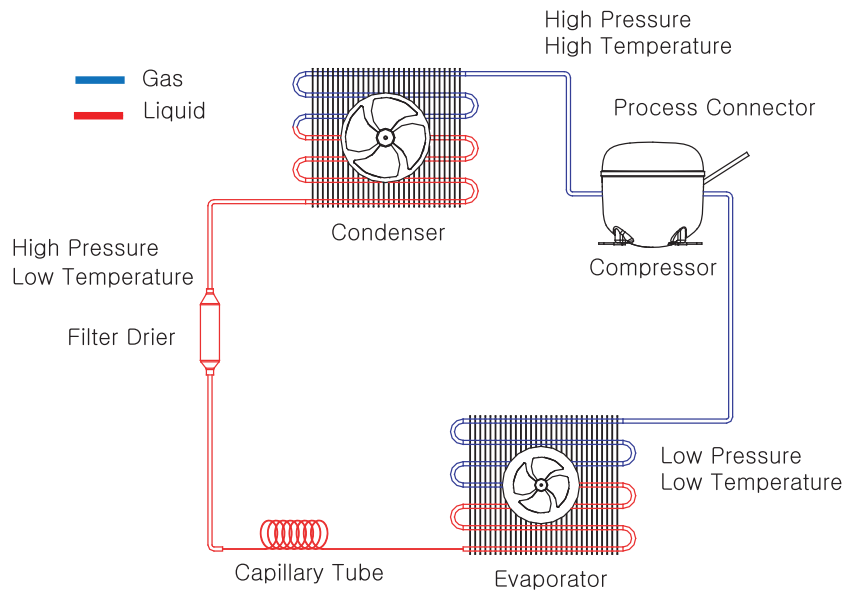 High Pressure
High Temperature
Gas
Liquid
Process Connector
Condenser
Compressor
High Pressure
Low Temperature
Filter Drier
Low Pressure
Low Temperature
Capillary Tube
Evaporator